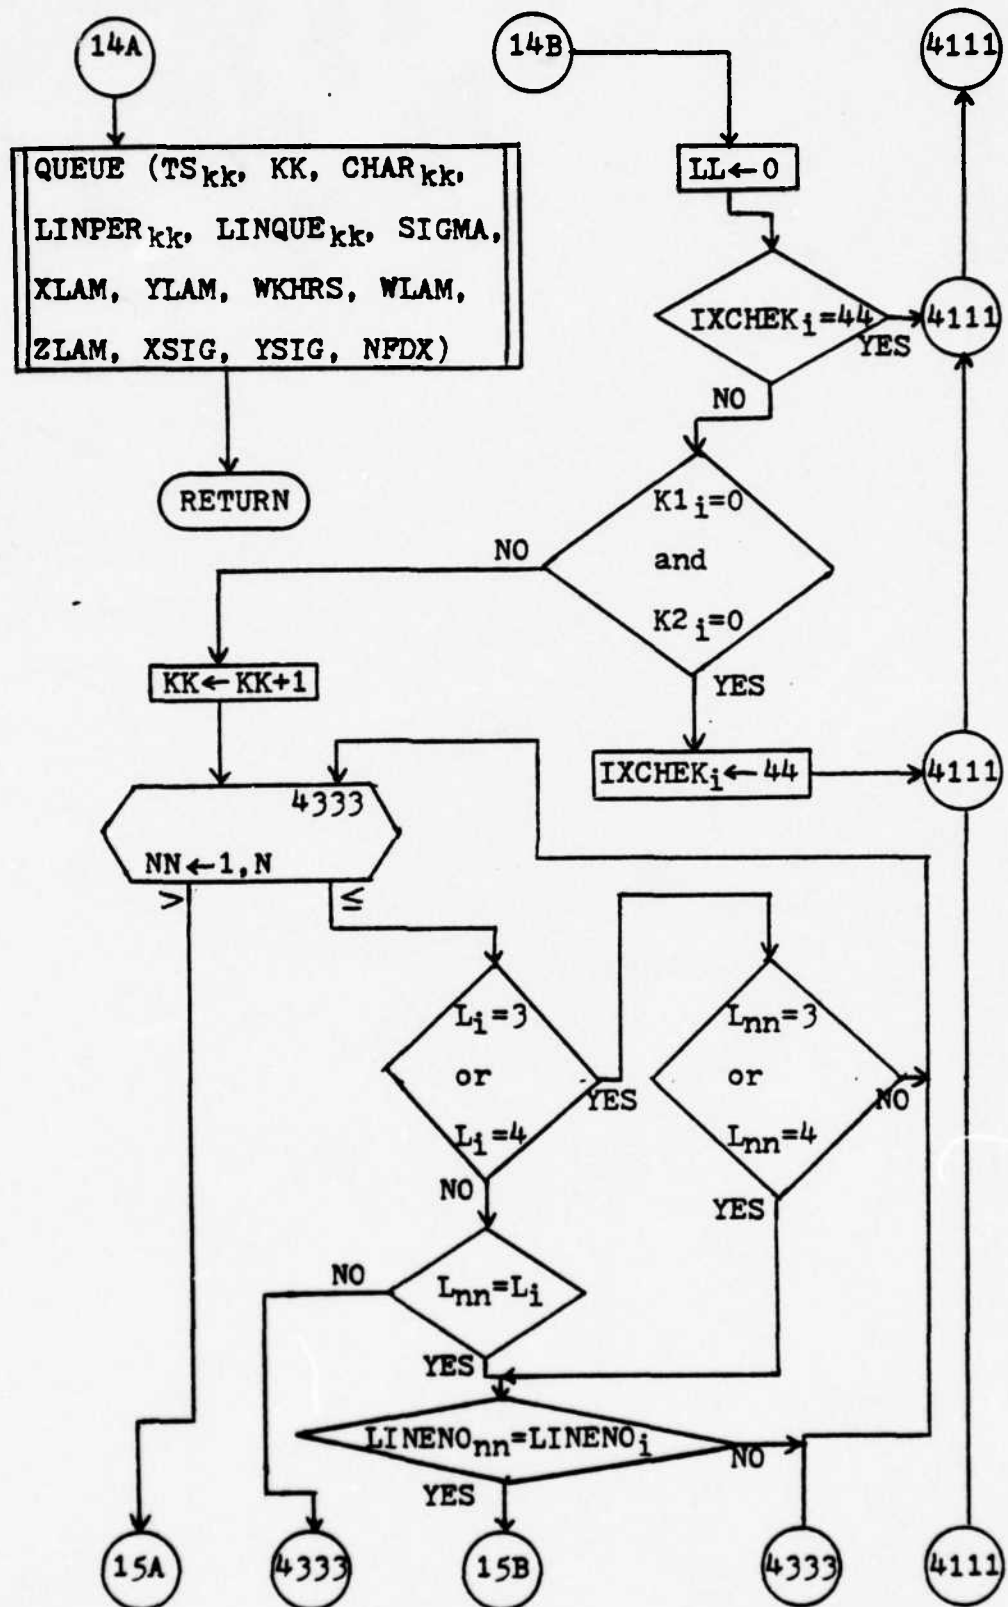 14A
14B
4111
QUEUE (TSkk, KK, CHARkk,
LINPERkk, LINQUEkk, SIGMA,
XLAM, YLAM, WKHRS, WLAM,
ZLAM, XSIG, YSIG, NFDX)
RETURN
LL←0
IXCHEKi=44
YES
4111
NO
K1i=0
and
K2i=0
NO
YES
KK←KK+1
IXCHEKi←44
4111
4333
NN←1,N
>
≤
Li=3
or
Li=4
YES
NO
Lnn=3
or
Lnn=4
NO
YES
Lnn=Li
NO
YES
LINENOnn=LINENOi
NO
YES
15A
4333
15B
4333
4111